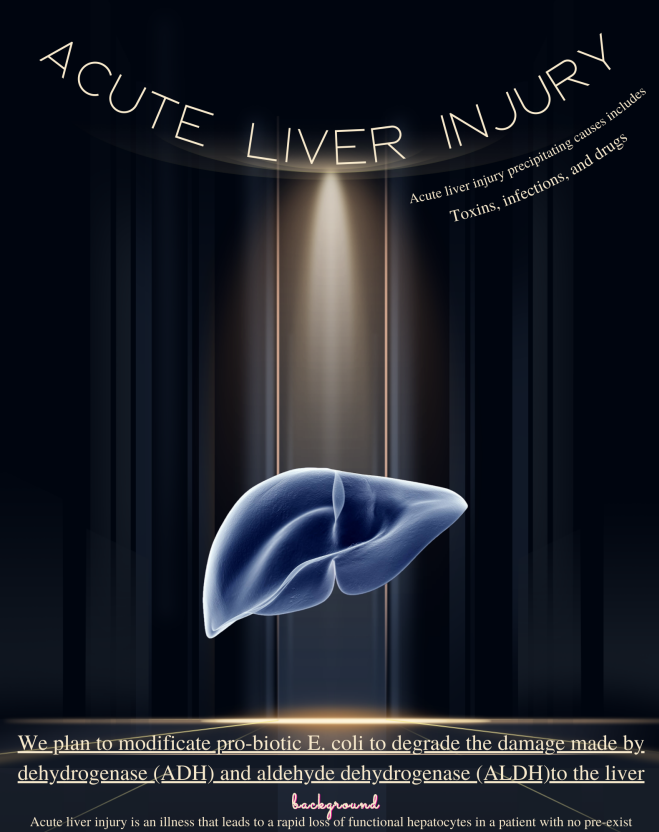 ACUTE LIVER INJURY
Acute liver injury precipitating causes includes
Toxins, infections, and drugs
We plan to modificate pro-biotic E. coli to degrade the damage made by
dehydrogenase (ADH) and aldehyde dehydrogenase (ALDH)to the liver
background
Acute liver injury is an illness that leads to a rapid loss of functional hepatocytes in a patient with no pre-exist